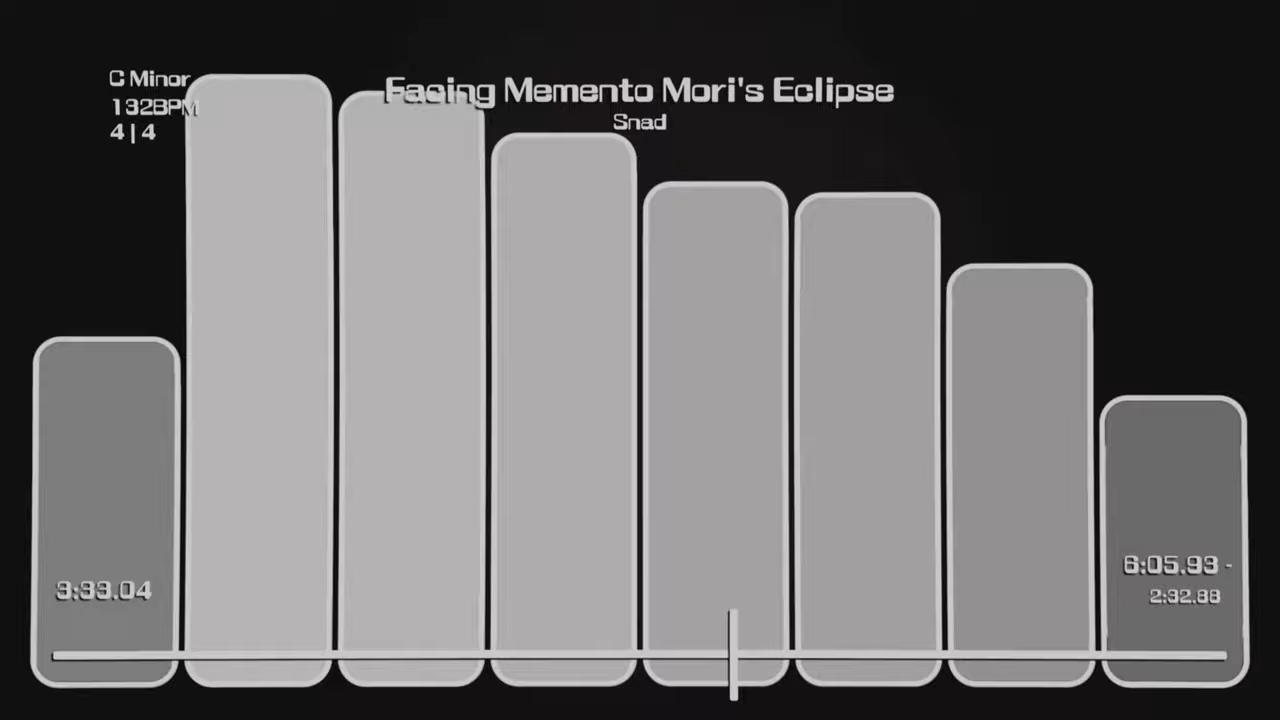 C Minor
132BPM
4|4
Facing Memento Mori's Eclipse
Snad
3:33.04
6:05.93 -
2:32.88